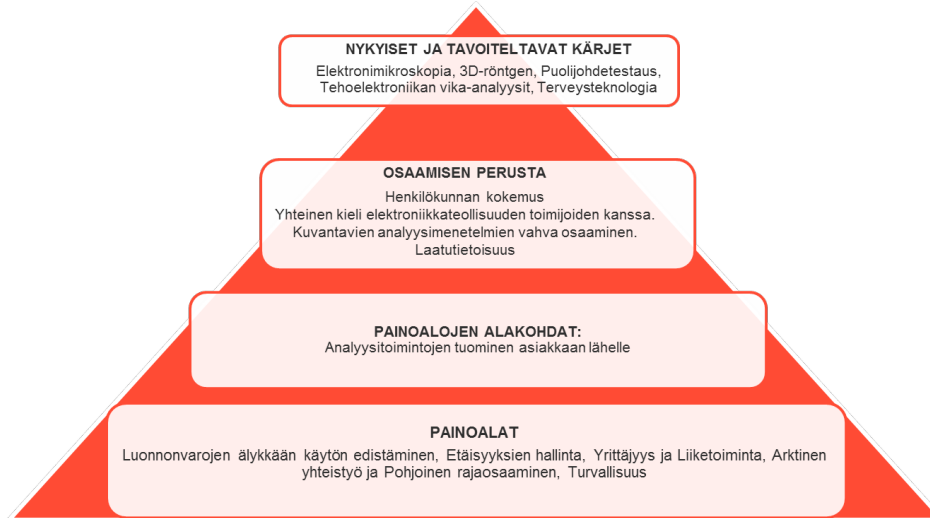 NYKYISET JA TAVOITELTAVAT KÄRJET
Elektronimikroskopia, 3D-röntgen, Puolijohdetestaus,
Tehoelektroniikan vika-analyysit, Terveysteknologia
OSAAMISEN PERUSTA
Henkilökunnan kokemus
Yhteinen kieli elektroniikkateollisuuden toimijoiden kanssa.
Kuvantavien analyysimenetelmien vahva osaaminen.
Laatutietoisuus
PAINOALOJEN ALAKOHDAT:
Analyysitoimintojen tuominen asiakkaan lähelle
PAINOALAT
Luonnonvarojen älykkään käytön edistäminen, Etäisyyksien hallinta, Yrittäjyys ja Liiketoiminta, Arktinen
yhteistyö ja Pohjoinen rajaosaaminen, Turvallisuus